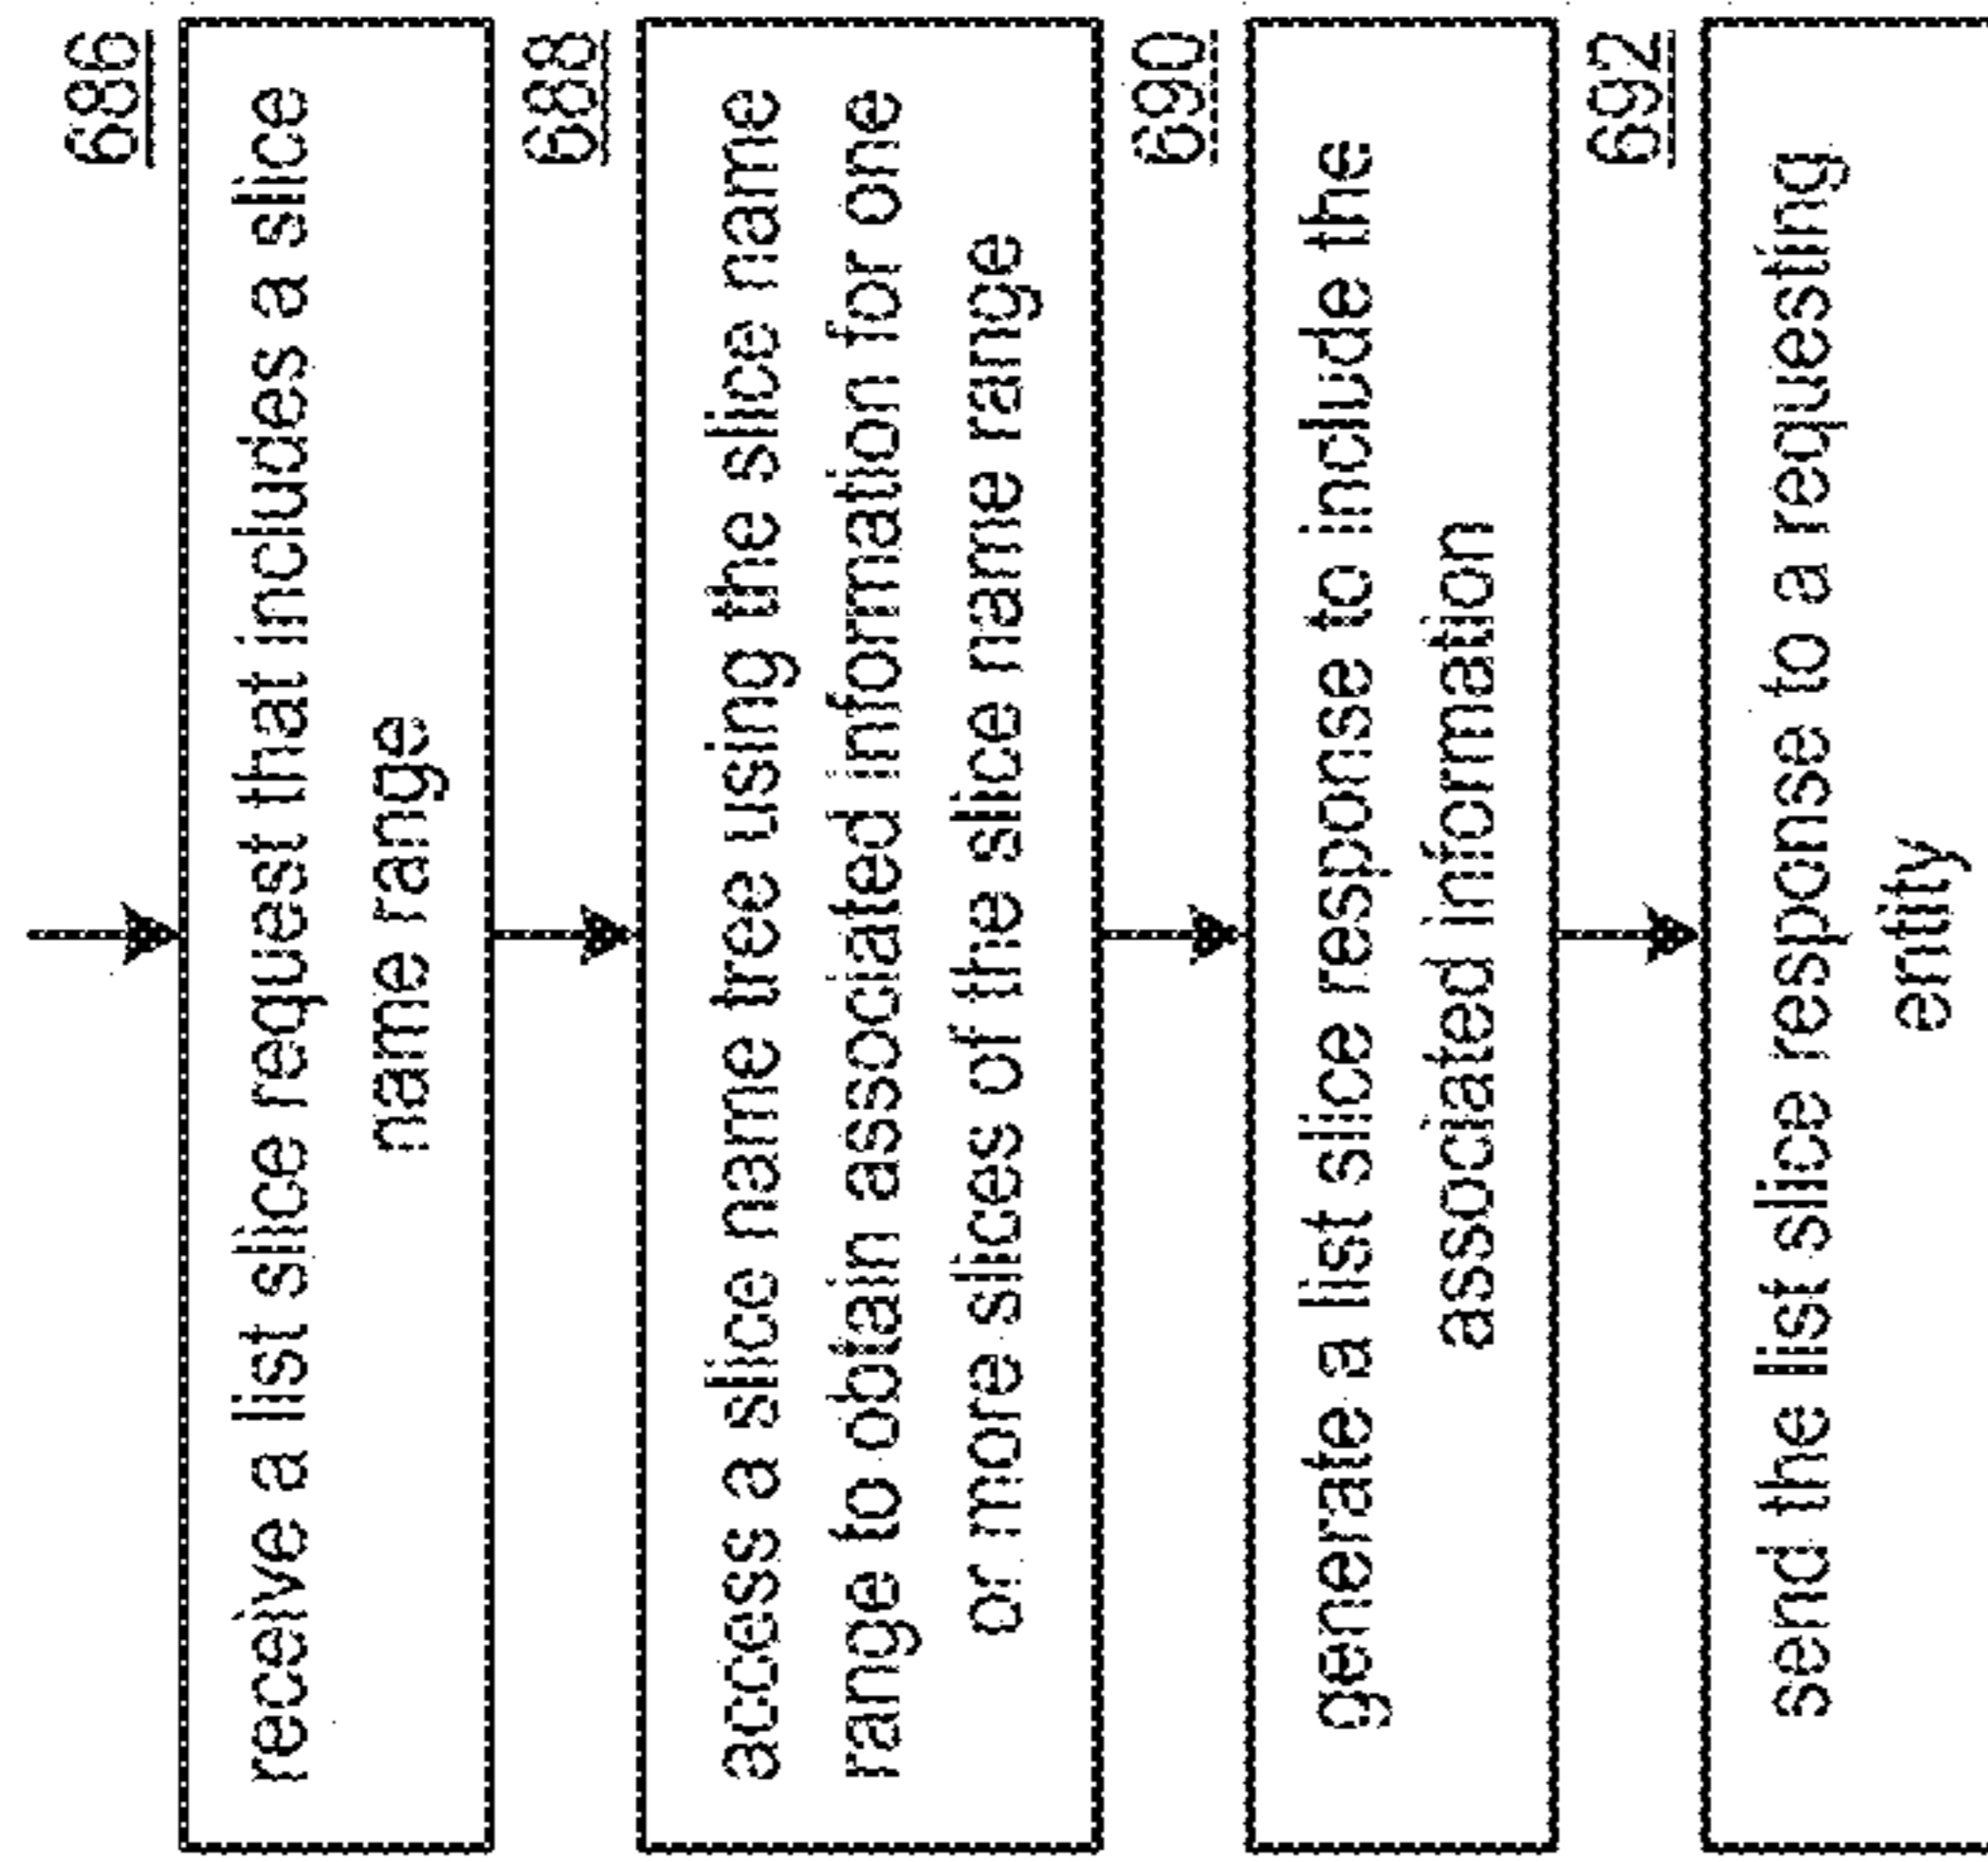 686
receive a list slice request that includes a slice
name range
688
access a slice name tree using the slice name
range to obtain associated information for one
or more slices of the slice name range
690
generate a list slice response to include the
associated information
692
send the list slice response to a requesting
entity